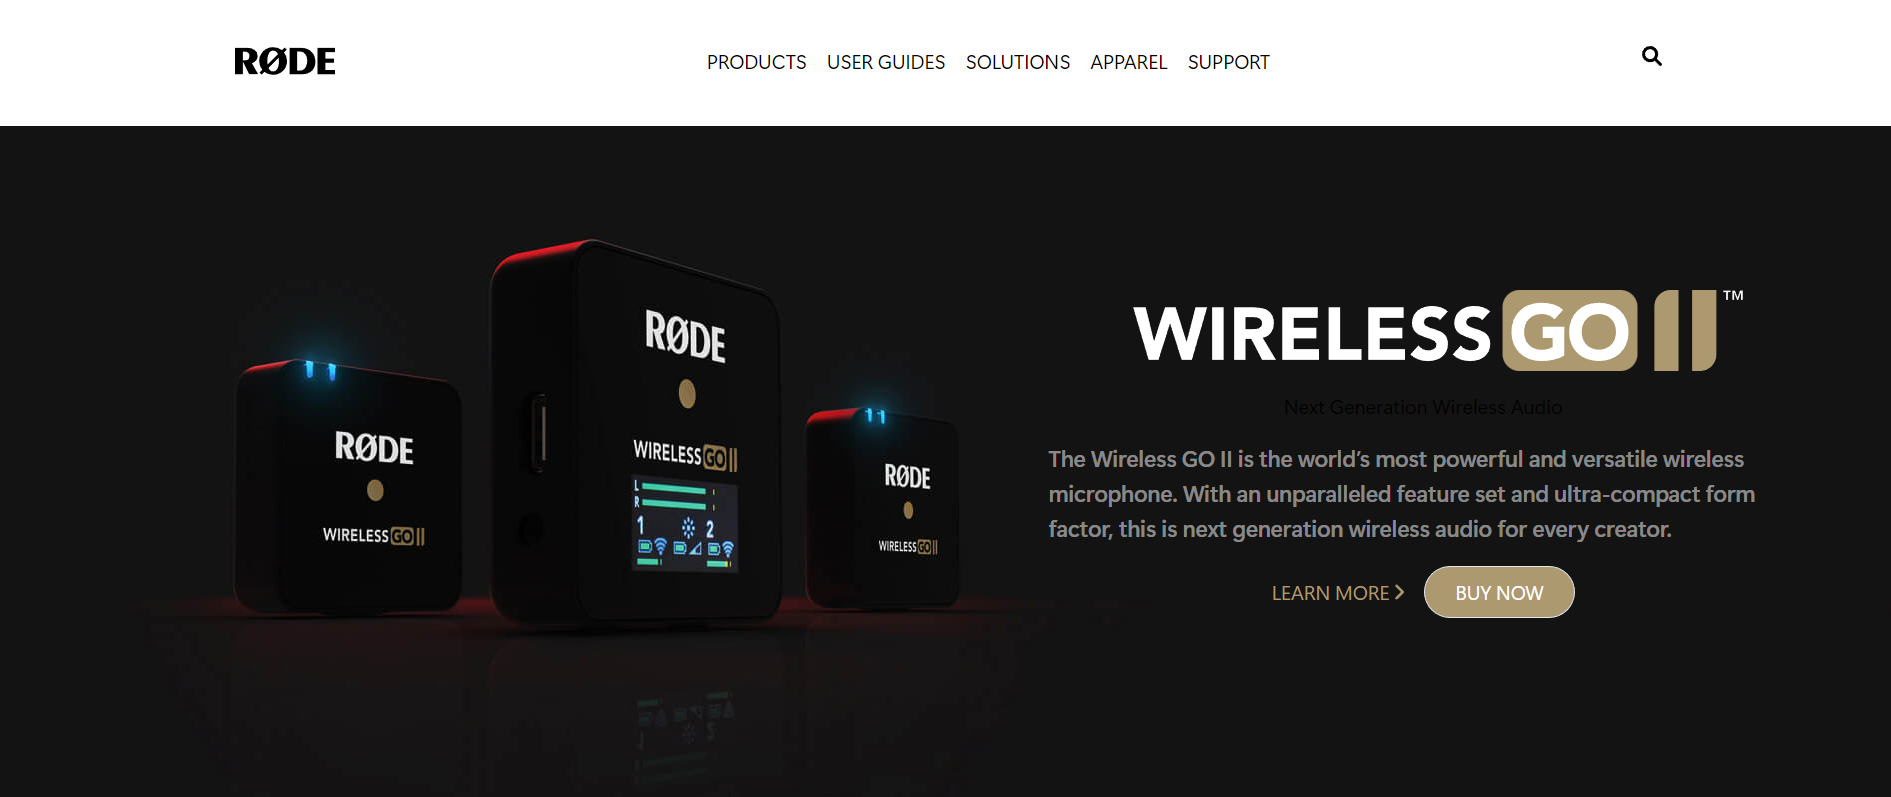 RØDE
PRODUCTS USER GUIDES SOLUTIONS APPAREL SUPPORT
RØDE
WIRELESS GO II
RØDE
WIRELESS GO II
L
R
1 2
RØDE
WIRELESS GO II
WIRELESS GO II ™
Next Generation Wireless Audio
The Wireless GO II is the world’s most powerful and versatile wireless
microphone. With an unparalleled feature set and ultra-compact form
factor, this is next generation wireless audio for every creator.
LEARN MORE
BUY NOW